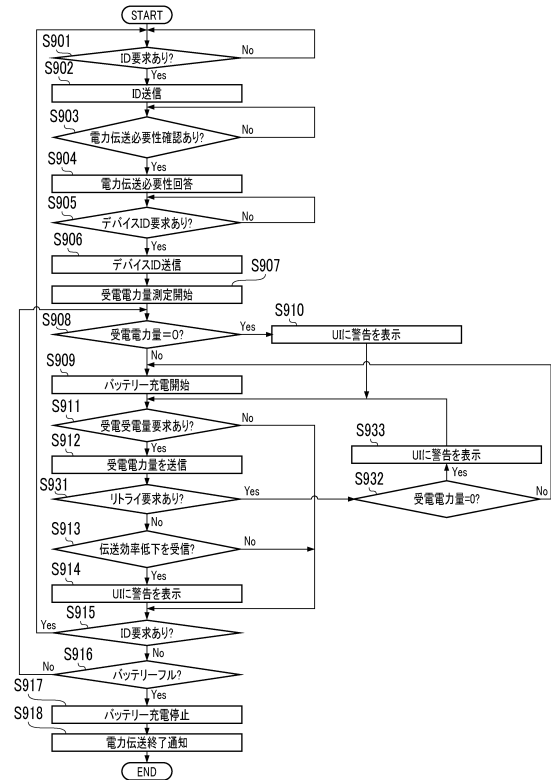 START
S901
ID要求あり?
No
Yes
S902
ID送信
S903
電力伝送必要性確認あり?
No
Yes
S904
電力伝送必要性回答
S905
デバイスID要求あり?
No
Yes
S906
デバイスID送信
S907
受電電力量測定開始
S908
受電電力量=0?
Yes
No
S910
UIに警告を表示
S909
バッテリー充電開始
S911
受電受電量要求あり?
No
Yes
S912
受電電力量を送信
S933
UIに警告を表示
Yes
S931
リトライ要求あり?
Yes
No
S932
受電電力量=0?
No
S913
伝送効率低下を受信?
No
Yes
S914
UIに警告を表示
S915
Yes
ID要求あり?
No
S916
No
バッテリーフル?
Yes
S917
バッテリー充電停止
S918
電力伝送終了通知
END